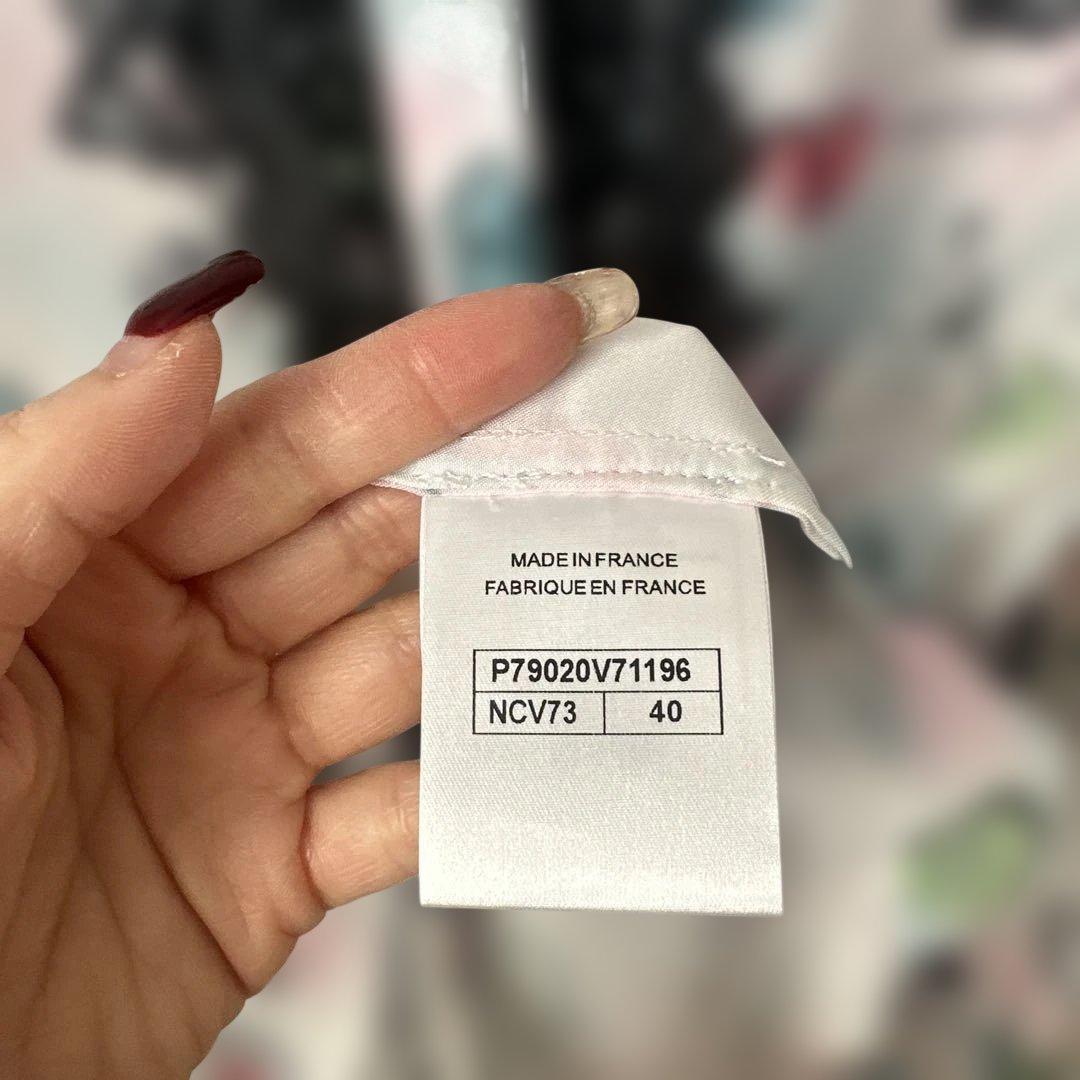 MADE IN FRANCE
FABRIQUE EN FRANCE
P79020V71196
NCV73 40